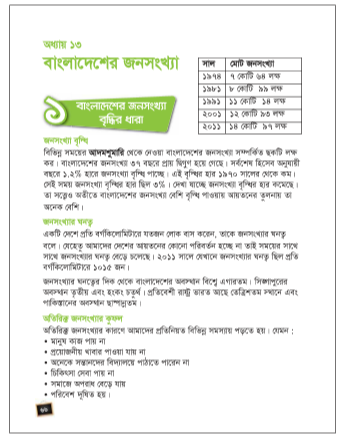 অধ্যায় ১৩
বাংলাদেশের জনসংখ্যা
সাল মোট জনসংখ্যা
১৯৭৪ ৭ কোটি ৬৪ লক্ষ
১৯৮১ ৮ কোটি ৯৯ লক্ষ
১৯৯১ ১১ কোটি ১৪ লক্ষ
২০০১ ১২ কোটি ৯৩ লক্ষ
২০১১ ১৪ কোটি ৯৭ লক্ষ
১ বাংলাদেশের জনসংখ্যা
বৃদ্ধির ধারা
জনসংখ্যা বৃদ্ধি
বিভিন্ন সময়ের আদমশুমারি থেকে নেওয়া বাংলাদেশের জনসংখ্যা সম্পর্কিত ছকটি লক্ষ
কর। বাংলাদেশের জনসংখ্যা ৩৭ বছরে প্রায় দ্বিগুণ হয়ে গেছে। সর্বশেষ হিসেব অনুযায়ী
বছরে ১.২% হারে জনসংখ্যা বৃদ্ধি পাচ্ছে। এই বৃদ্ধির হার ১৯৭০ সালের থেকে কম।
সেই সময় জনসংখ্যা বৃদ্ধির হার ছিল ৩%। দেখা যাচ্ছে জনসংখ্যা বৃদ্ধির হার কমেছে।
তা সত্ত্বেও অতীতে বাংলাদেশের জনসংখ্যা বেশি বৃদ্ধি পাওয়ায় আয়তনের তুলনায় তা
অনেক বেশি।
জনসংখ্যার ঘনত্ব
একটি দেশে প্রতি বর্গকিলোমিটারে যতজন লোক বাস করেন, তাকে জনসংখ্যার ঘনত্ব
বলে। যেহেতু আমাদের দেশের আয়তনের কোনো পরিবর্তন হচ্ছে না তাই সময়ের সাথে
সাথে জনসংখ্যার ঘনত্ব বেড়ে চলেছে। ২০১১ সালে যেখানে জনসংখ্যার ঘনত্ব ছিল প্রতি
বর্গকিলোমিটারে ১০১৫ জন।
জনসংখ্যার ঘনত্বের দিক থেকে বাংলাদেশের অবস্থান বিশ্বে এগারতম। সিঙ্গাপুরের
অবস্থান তৃতীয় এবং হংকং চতুর্থ। প্রতিবেশী রাষ্ট্র ভারত আছে তেত্রিশতম স্থানে এবং
পাকিস্তানের অবস্থান ছাপ্পান্নতম।
অতিরিক্ত জনসংখ্যার কুফল
অতিরিক্ত জনসংখ্যার কারণে আমাদের প্রতিনিয়ত বিভিন্ন সমস্যায় পড়তে হয়। যেমন :
• মানুষ কাজ পায় না
• প্রয়োজনীয় খাবার পাওয়া যায় না
• অনেকে সন্তানদের বিদ্যালয়ে পাঠাতে পারেন না
• চিকিৎসা সেবা পায় না
• সমাজে অপরাধ বেড়ে যায়
• পরিবেশ দূষিত হয়।